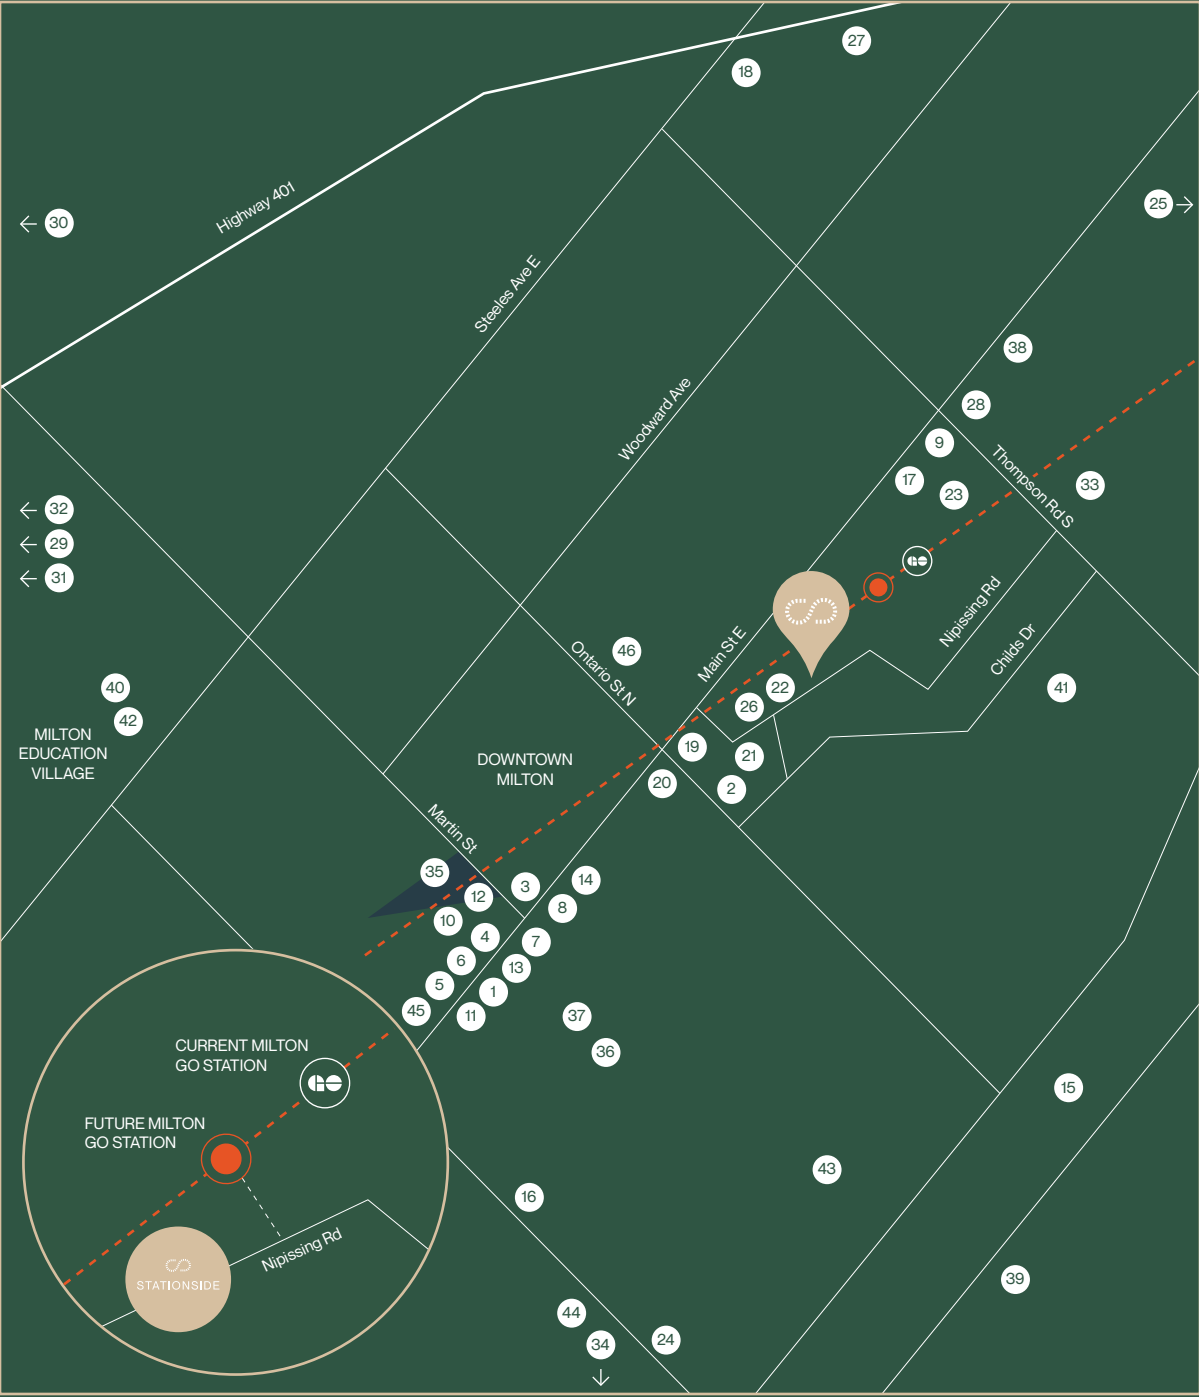 27
18
Highway 401
30
25
Steeles Ave E
38
Woodward Ave
28
9
Thompson Rd S
17
23
33
32
29
31
Nipissing Rd
Childs Dr
Main St E
Ontario St N
46
40
42
22
26
41
MILTON
EDUCATION
VILLAGE
DOWNTOWN
MILTON
19
21
20
2
Martin St
35
12
3
14
10
8
4
7
6
13
5
1
45
11
37
36
CURRENT MILTON
GO STATION
FUTURE MILTON
GO STATION
15
43
16
Nipissing Rd
STATIONSIDE
39
44
34
24